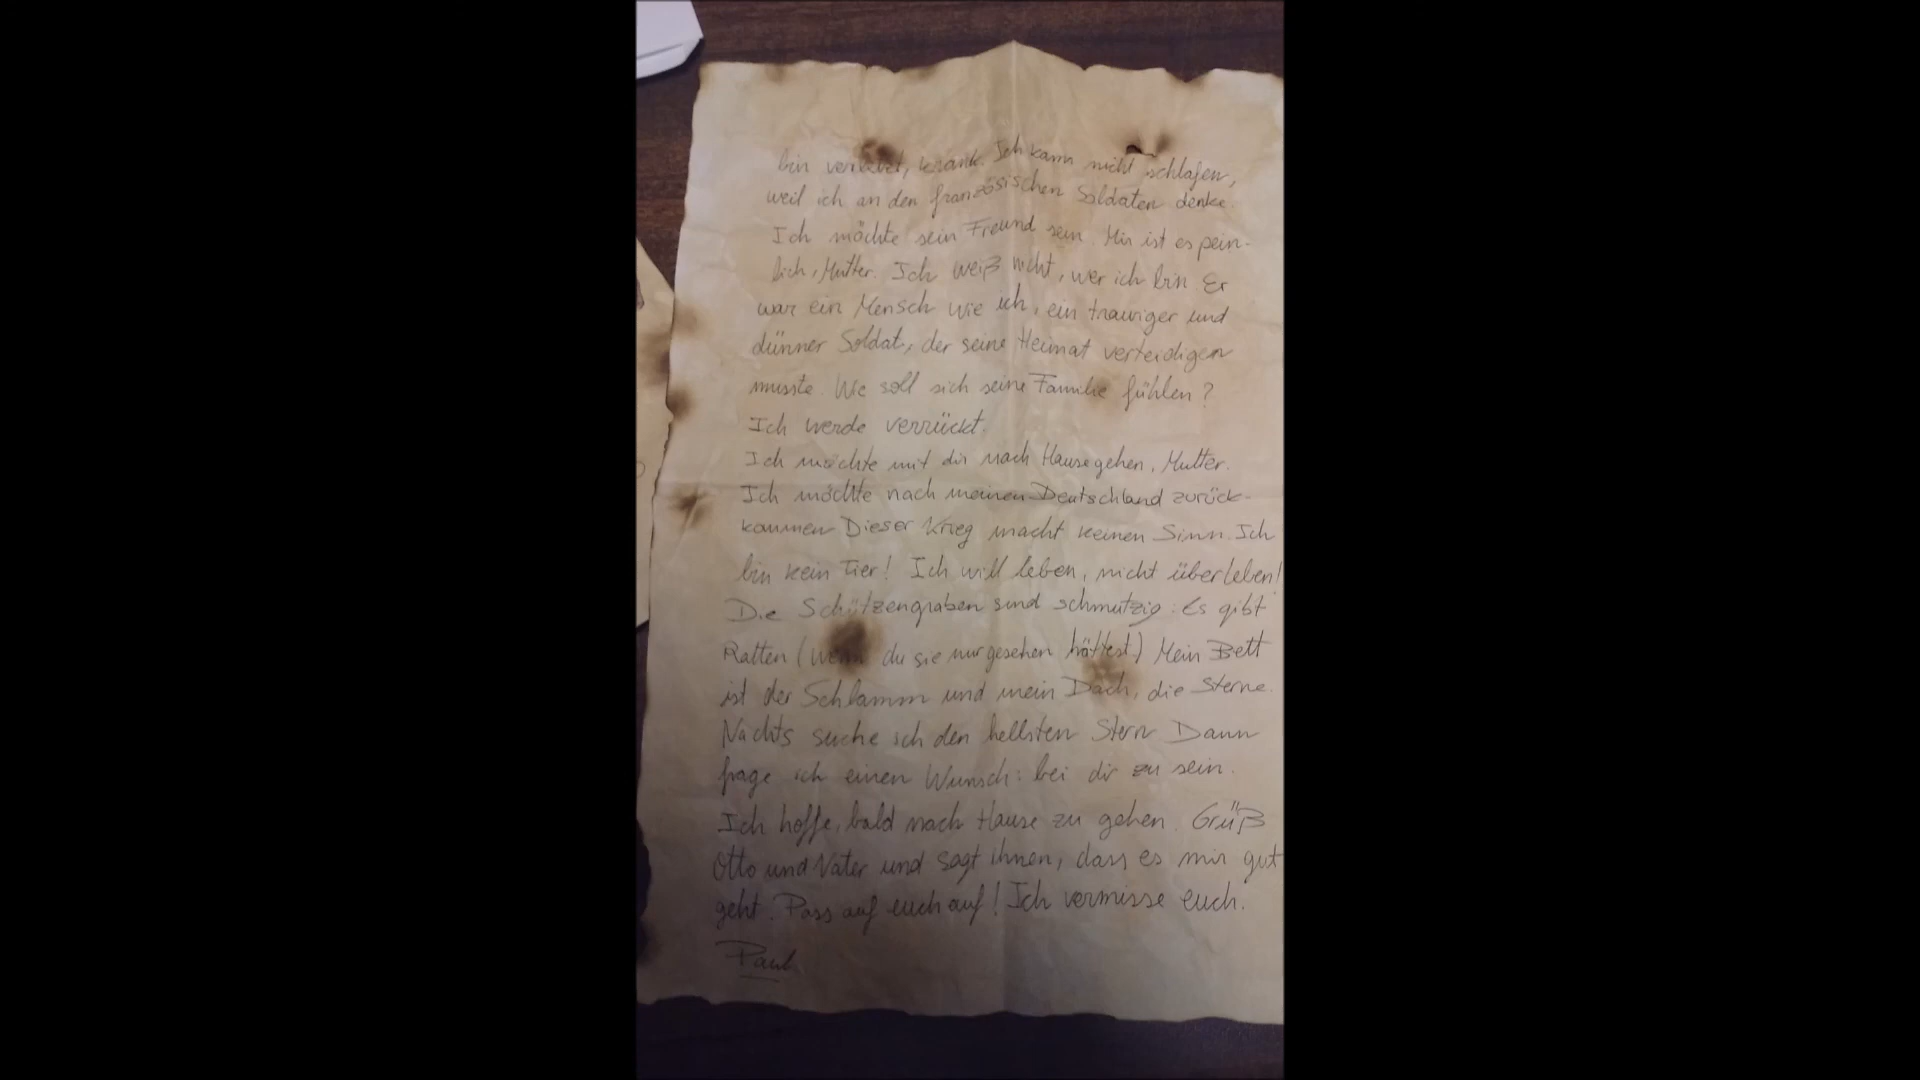 bin verletzt, krank. Ich kann nicht schlafen,
weil ich an den französischen Soldaten denke.
Ich möchte sein Freund sein. Mir ist es pein-
lich, Mutter. Ich weiß nicht, wer ich bin Er
war ein Mensch wie ich, ein trauriger und
dünner Soldat, der seine Heimat verteidigen
musste. Wie soll sich seine Familie fühlen?
Ich werde verrückt.
Ich möchte mit dir nach Hause gehen, Mutter.
Ich möchte nach meinen Deutschland zurück-
kommen Dieser Krieg macht keinen Sinn. Ich
bin kein Tier! Ich will leben, nicht überleben!
Die Schützengraben sind schmutzig: Es gibt
Ratten (Wenn du sie nur gesehen hättest) Mein Bett
ist der Schlamm und mein Dach, die Sterne.
Nachts suche ich den hellsten Stern Dann
frage ich einen Wunsch: bei dir zu sein.
Ich hoffe, bald nach Hause zu gehen. Grüß
Otto und Vater und sagt ihnen, dass es mir gut
geht. Pass auf euch auf! Ich vermisse euch.
Paul